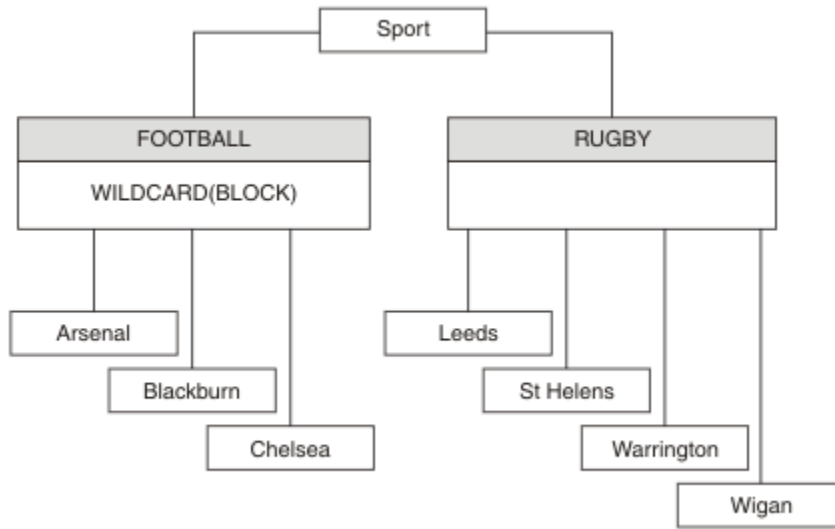 Sport
FOOTBALL
WILDCARD(BLOCK)
RUGBY
Arsenal
Blackburn
Chelsea
Leeds
St Helens
Warrington
Wigan